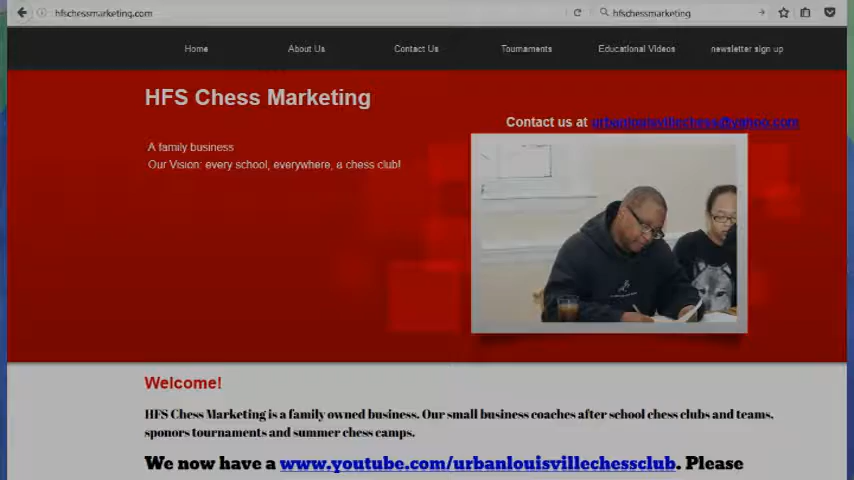 hfschessmarketing.com
hfschessmarketing
Home About Us Contact Us Tournaments Educational Videos newsletter sign up
HFS Chess Marketing
Contact us at urbanlouisvillechess@yahoo.com
A family business
Our Vision: every school, everywhere, a chess club!
Welcome!
HFS Chess Marketing is a family owned business. Our small business coaches after school chess clubs and teams,
sponors tournaments and summer chess camps.
We now have a www.youtube.com/urbanlouisvillechessclub. Please